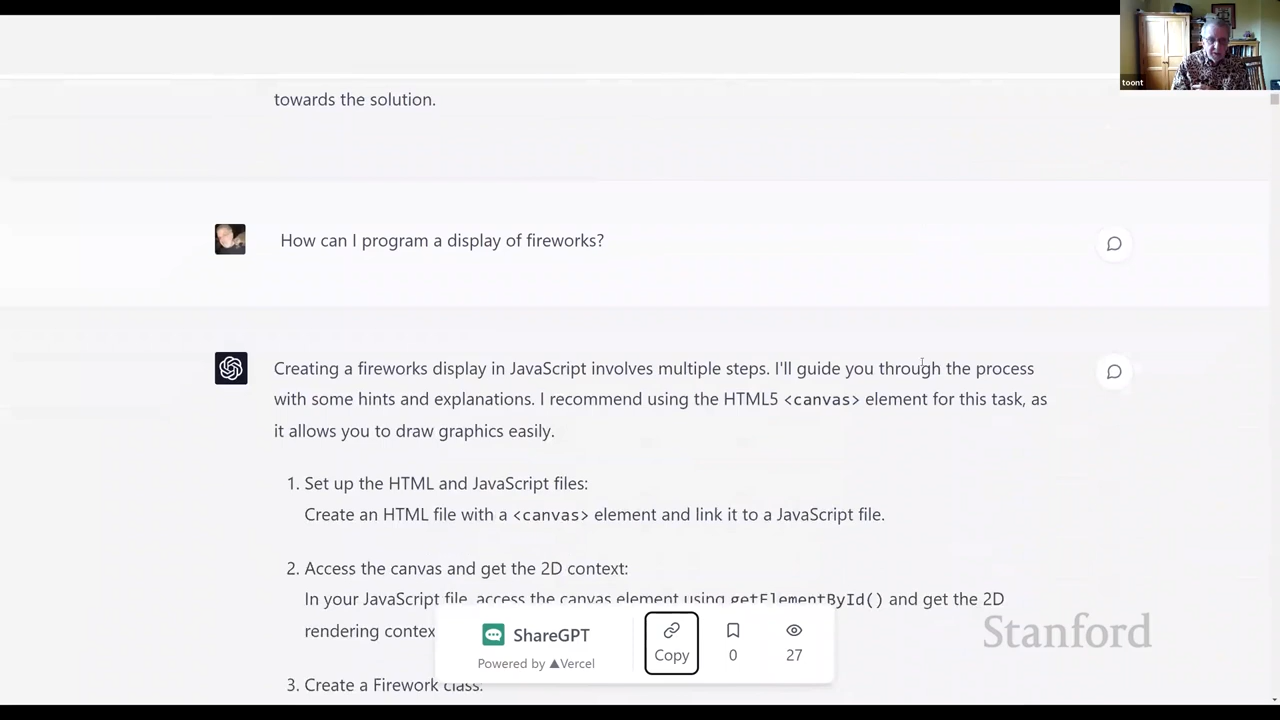 toont
towards the solution.
How can I program a display of fireworks?
Creating a fireworks display in JavaScript involves multiple steps. I'll guide you through the process
with some hints and explanations. I recommend using the HTML5 <canvas> element for this task, as
it allows you to draw graphics easily.
1. Set up the HTML and JavaScript files:
Create an HTML file with a <canvas> element and link it to a JavaScript file.
2. Access the canvas and get the 2D context:
In your JavaScript file, access the canvas element using getElementById() and get the 2D
rendering contex
Stanford
3. Create a Firework class:
ShareGPT
Powered by ▲Vercel
Copy
0
27